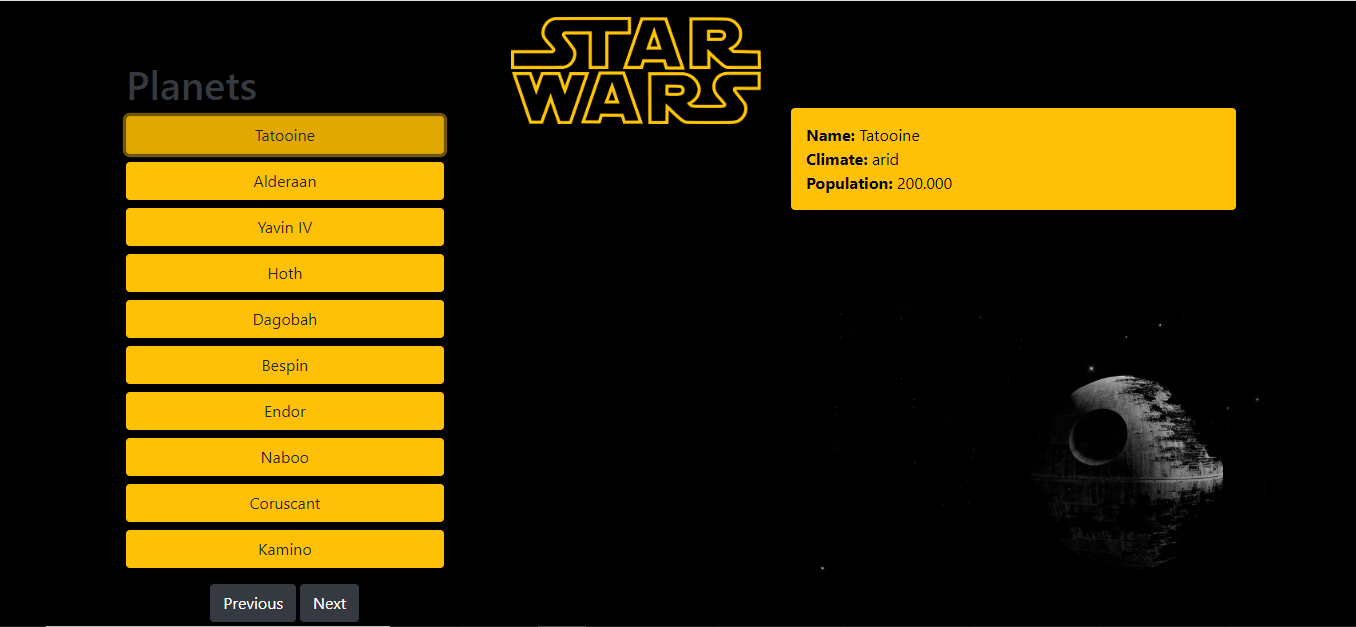 STAR
WARS
Planets
Tatooine
Alderaan
Yavin IV
Hoth
Dagobah
Bespin
Endor
Naboo
Coruscant
Kamino
Previous Next
Name: Tatooine
Climate: arid
Population: 200.000